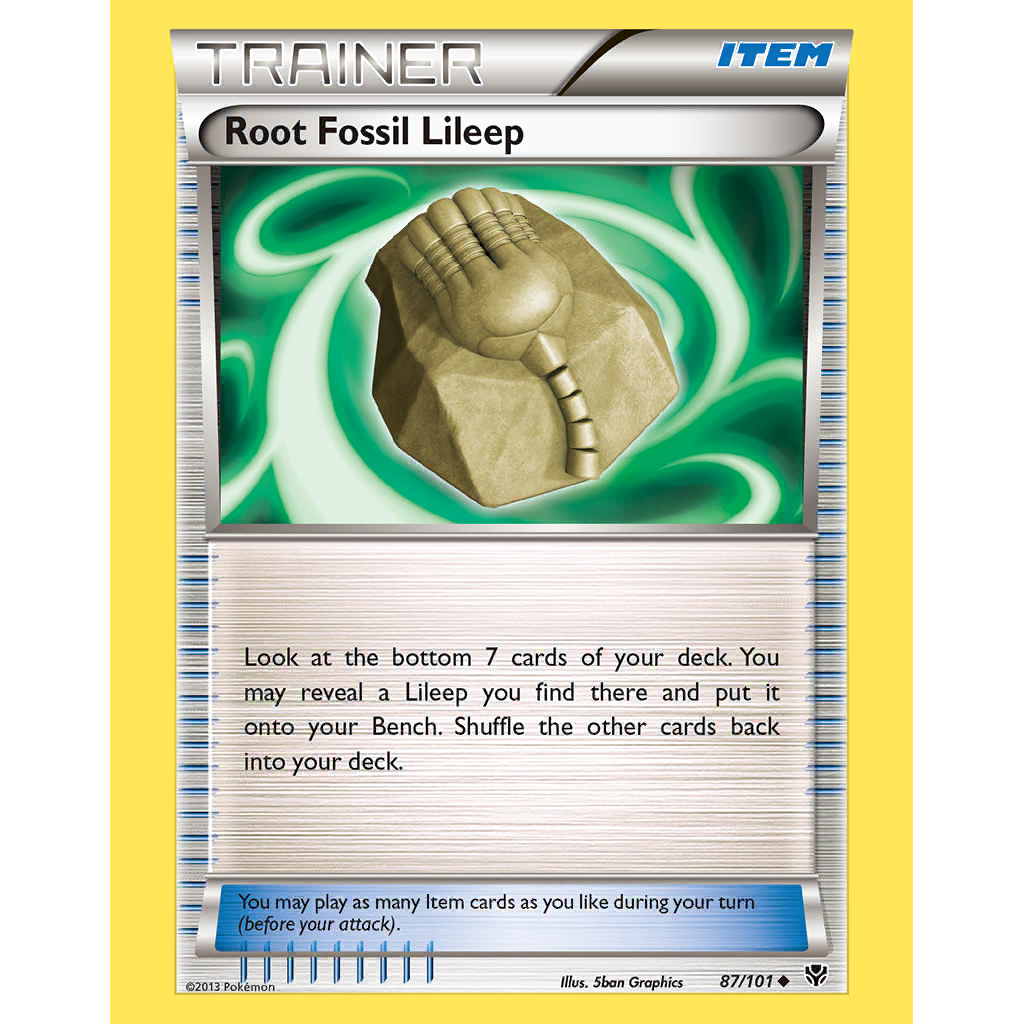 TRAINER
ITEM
Root Fossil Lileep
Look at the bottom 7 cards of your deck. You
may reveal a Lileep you find there and put it
onto your Bench. Shuffle the other cards back
into your deck.
You may play as many Item cards as you like during your turn
(before your attack).
©2013 Pokémon
Illus. 5ban Graphics
87/101